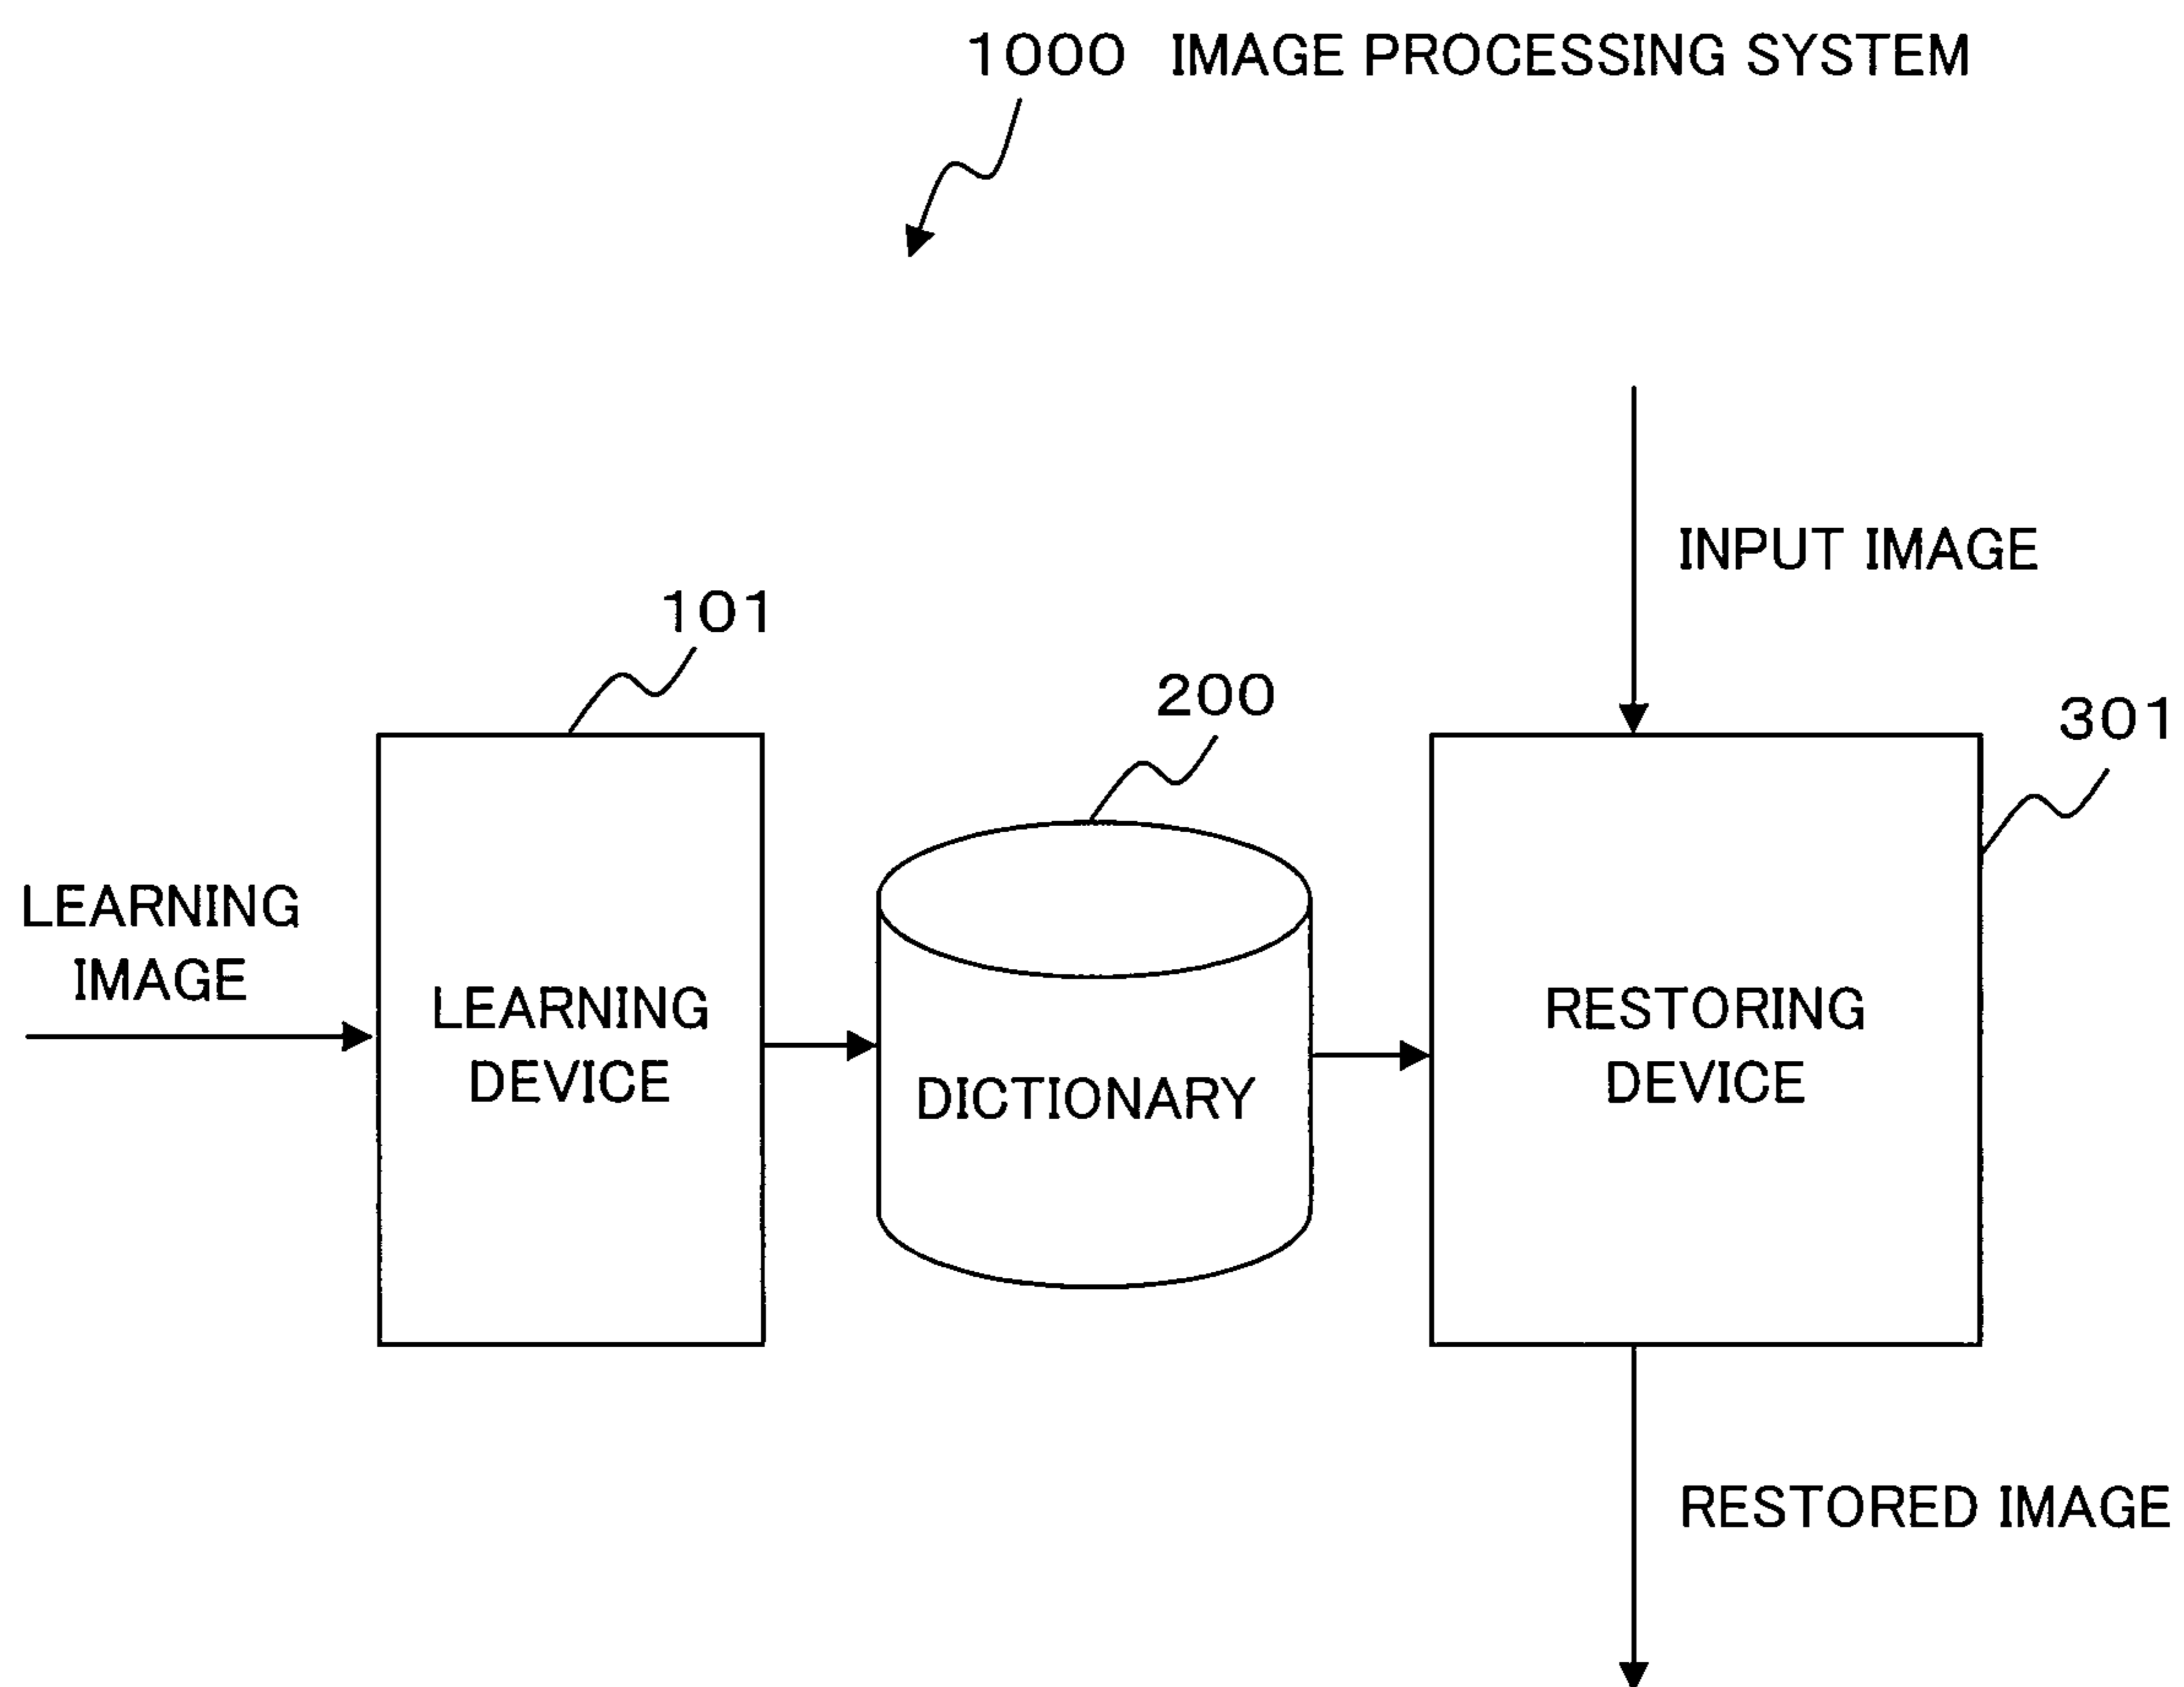 1000 IMAGE PROCESSING SYSTEM
INPUT IMAGE
101
200
301
LEARNING
IMAGE
LEARNING
DEVICE
DICTIONARY
RESTORING
DEVICE
RESTORED IMAGE